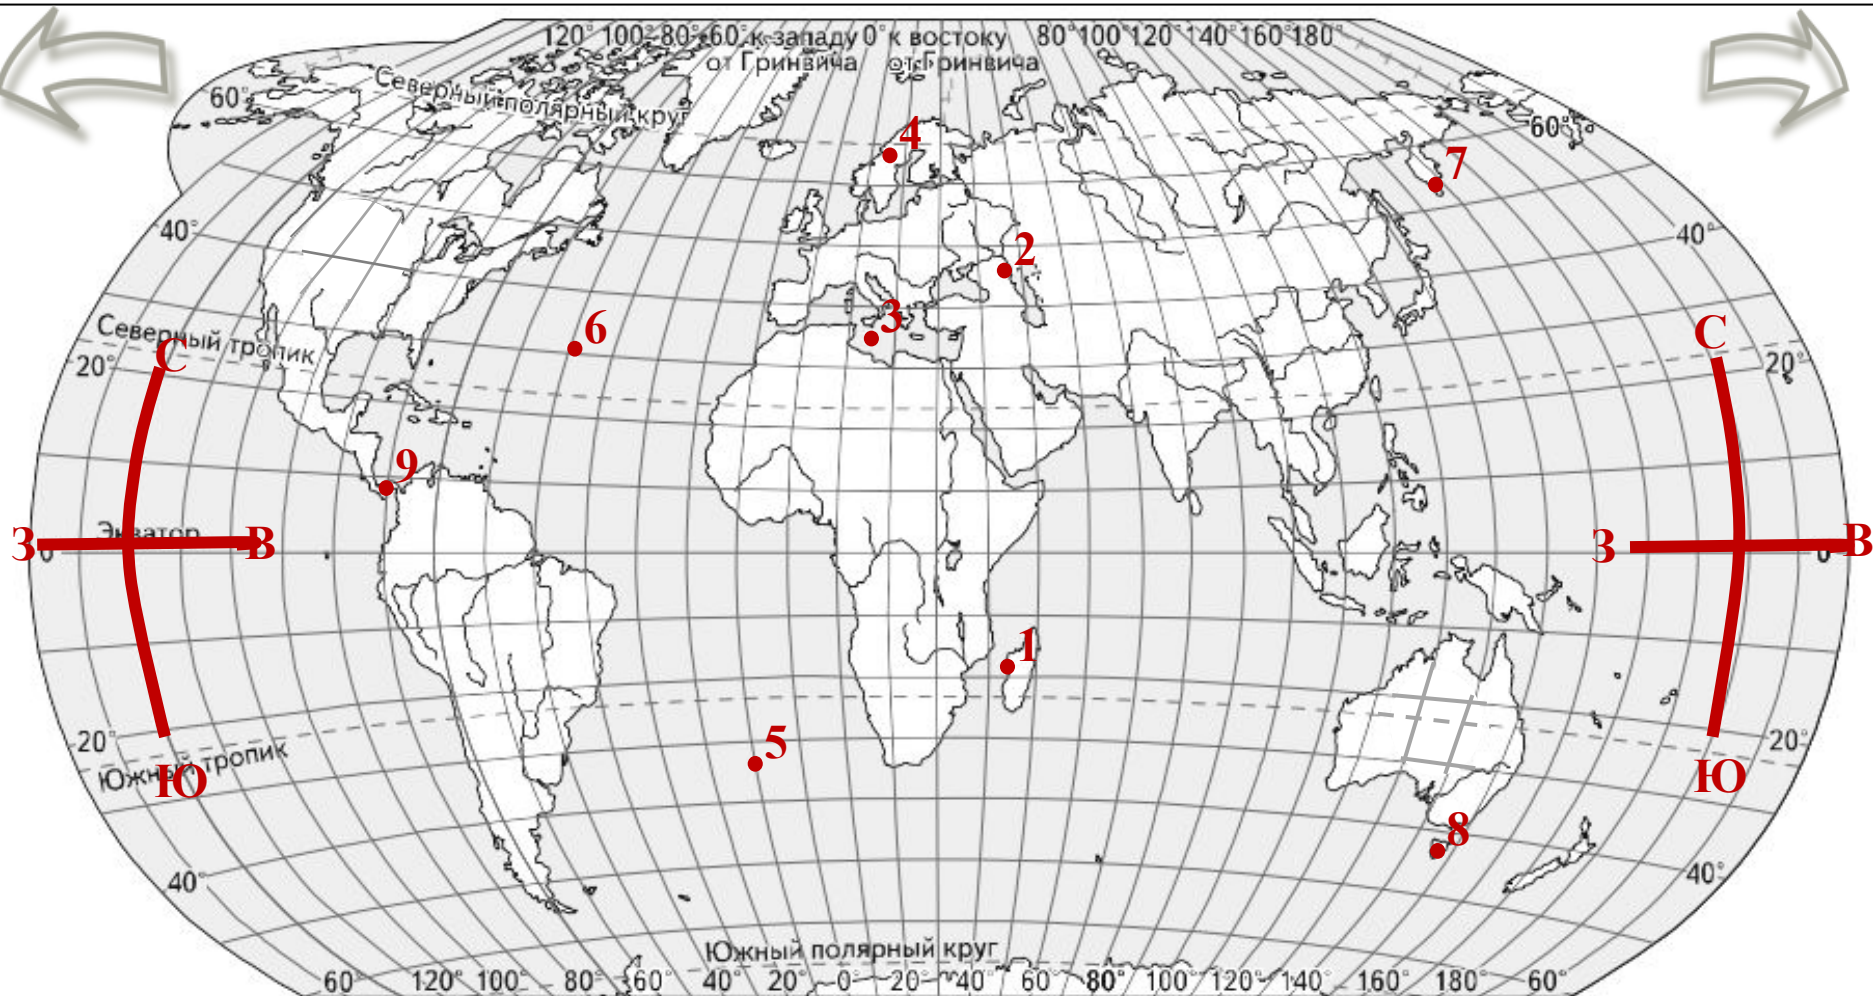 120° 100° 80° 60° к западу 0° к востоку 80° 100° 120° 140° 160° 180°
от Гринвича от Гринвича
Северный полярный круг
60°
60°
4
7
40°
40°
2
3
6
Северный тропик
С
С
20°
20°
9
Экватор
З
В
0°
З
В
0°
1
20°
20°
5
Южный тропик
Ю
Ю
8
40°
40°
Южный полярный круг
60° 120° 100° 80° 60° 40° 20° 0° 20° 40° 60° 80° 100° 120° 140° 160° 180° 60°